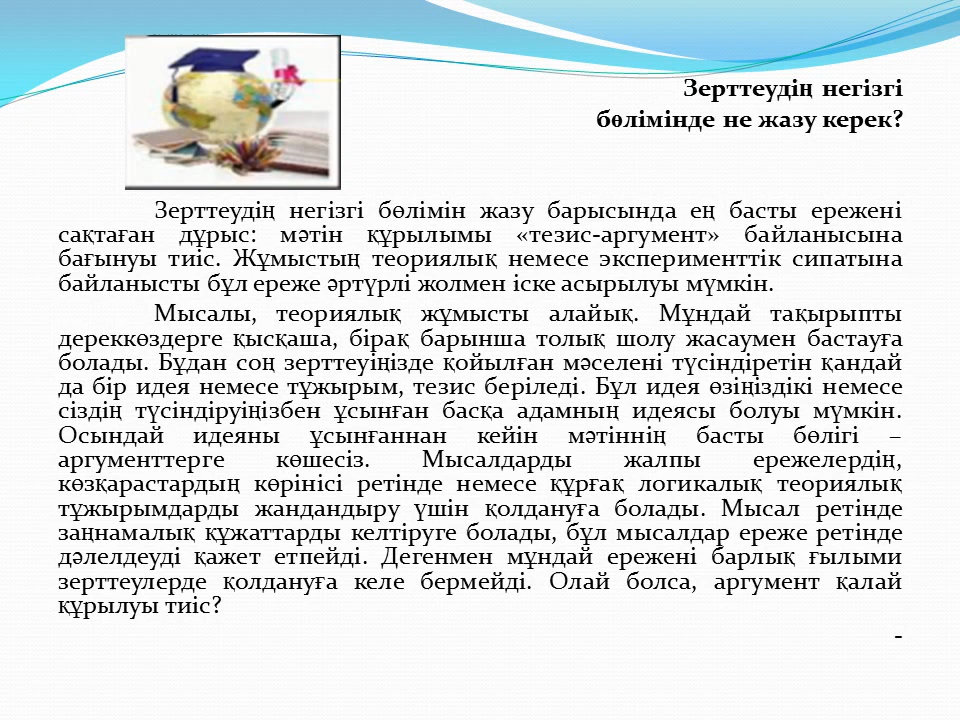 Зерттеудің негізгі
бөлімінде не жазу керек?
Зерттеудің негізгі бөлімін жазу барысында ең басты ережені
сақтаған дұрыс: мәтін құрылымы «тезис-аргумент» байланысына
бағынуы тиіс. Жұмыстың теориялық немесе эксперименттік сипатына
байланысты бұл ереже әртүрлі жолмен іске асырылуы мүмкін.
Мысалы, теориялық жұмысты алайық. Мұндай тақырыпты
дереккөздерге қысқаша, бірақ барынша толық шолу жасаумен бастауға
болады. Бұдан соң зерттеуіңізде қойылған мәселені түсіндіретін қандай
да бір идея немесе тұжырым, тезис беріледі. Бұл идея өзіңіздікі немесе
сіздің түсіндіруіңізбен ұсынған басқа адамның идеясы болуы мүмкін.
Осындай идеяны ұсынғаннан кейін мәтіннің басты бөлігі –
аргументтерге көшесіз. Мысалдарды жалпы ережелердің,
көзқарастардың көрінісі ретінде немесе құрғақ логикалық теориялық
тұжырымдарды жандандыру үшін қолдануға болады. Мысал ретінде
заңнамалық құжаттарды келтіруге болады, бұл мысалдар ереже ретінде
дәлелдеуді қажет етпейді. Дегенмен мұндай ережені барлық ғылыми
зерттеулерде қолдануға келе бермейді. Олай болса, аргумент қалай
құрылуы тиіс?
-